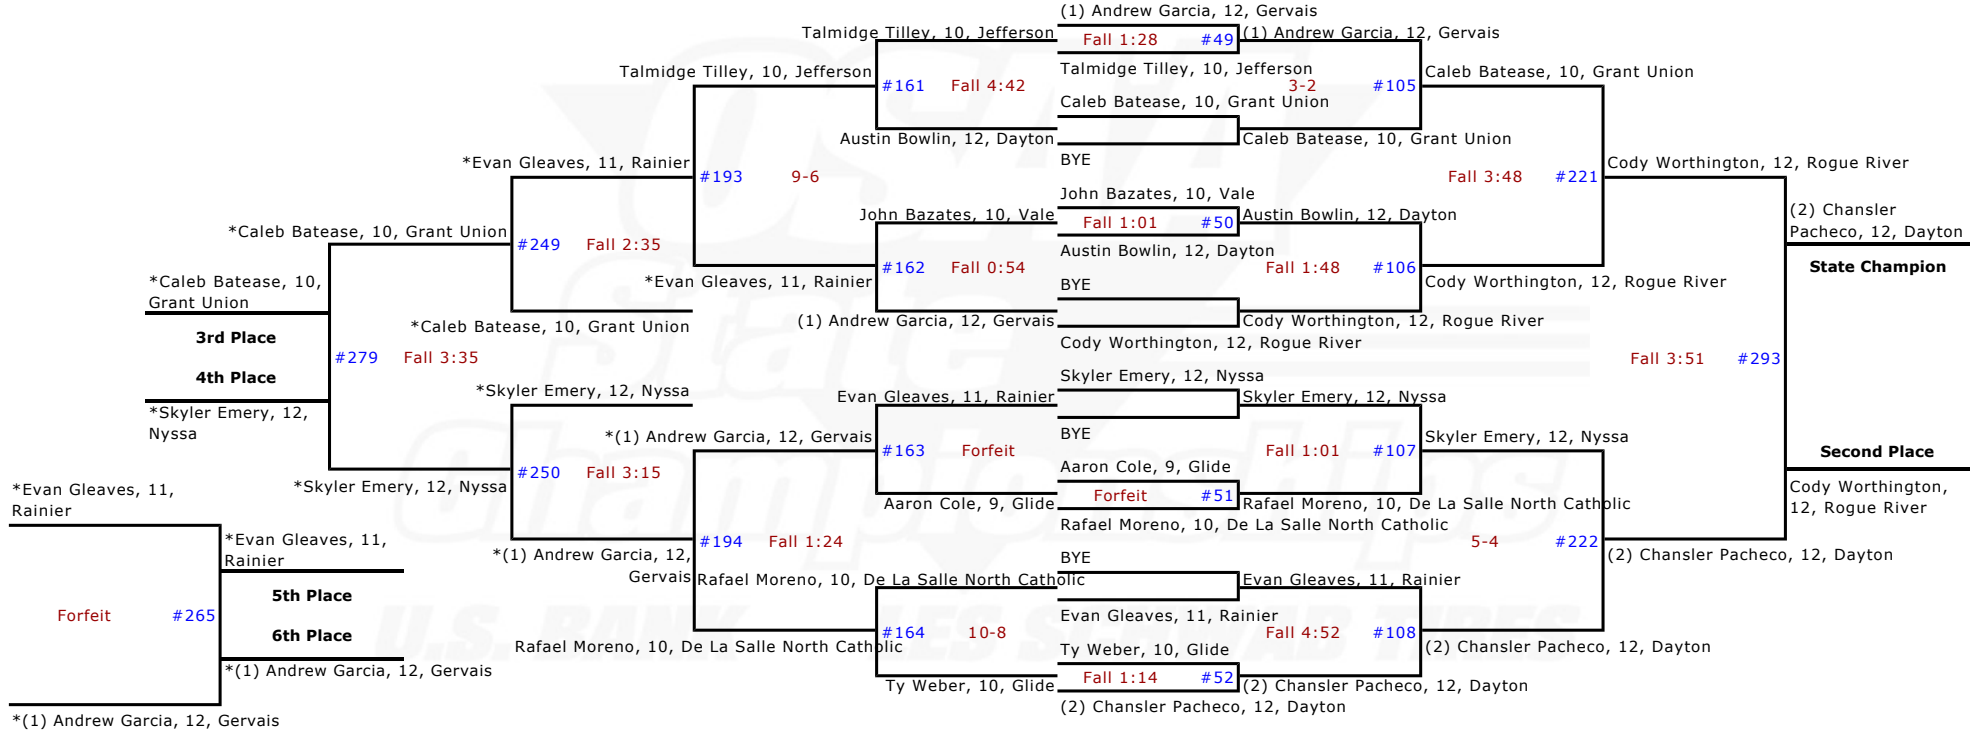 (1) Andrew Garcia, 12, Gervais
Talmidge Tilley, 10, Jefferson
Fall 1:28 #49
(1) Andrew Garcia, 12, Gervais
Talmidge Tilley, 10, Jefferson
Talmidge Tilley, 10, Jefferson
Caleb Batease, 10, Grant Union
#161 Fall 4:42
3-2 #105
Caleb Batease, 10, Grant Union
Austin Bowlin, 12, Dayton
Caleb Batease, 10, Grant Union
BYE
*Evan Gleaves, 11, Rainier
Cody Worthington, 12, Rogue River
#193 9-6
Fall 3:48 #221
John Bazates, 10, Vale
John Bazates, 10, Vale
Fall 1:01 #50
Austin Bowlin, 12, Dayton
(2) Chansler
Pacheco, 12, Dayton
*Caleb Batease, 10, Grant Union
#249 Fall 2:35
Austin Bowlin, 12, Dayton
#162 Fall 0:54
Fall 1:48 #106
State Champion
*Caleb Batease, 10,
Grant Union
*Evan Gleaves, 11, Rainier
BYE
Cody Worthington, 12, Rogue River
*Caleb Batease, 10, Grant Union
(1) Andrew Garcia, 12, Gervais
Cody Worthington, 12, Rogue River
3rd Place
Cody Worthington, 12, Rogue River
#279 Fall 3:35
Fall 3:51 #293
4th Place
Skyler Emery, 12, Nyssa
*Skyler Emery, 12, Nyssa
Evan Gleaves, 11, Rainier
Skyler Emery, 12, Nyssa
*Skyler Emery, 12,
Nyssa
*(1) Andrew Garcia, 12, Gervais
BYE
Skyler Emery, 12, Nyssa
#163 Forfeit
Fall 1:01 #107
Second Place
#250 Fall 3:15
Aaron Cole, 9, Glide
*Skyler Emery, 12, Nyssa
Cody Worthington,
12, Rogue River
*Evan Gleaves, 11,
Rainier
Aaron Cole, 9, Glide
Forfeit #51
Rafael Moreno, 10, De La Salle North Catholic
Rafael Moreno, 10, De La Salle North Catholic
*Evan Gleaves, 11,
Rainier
#194 Fall 1:24
5-4 #222
*(1) Andrew Garcia, 12,
Gervais
BYE
(2) Chansler Pacheco, 12, Dayton
Rafael Moreno, 10, De La Salle North Catholic
Evan Gleaves, 11, Rainier
5th Place
Forfeit #265
Evan Gleaves, 11, Rainier
6th Place
#164 10-8
Fall 4:52 #108
Rafael Moreno, 10, De La Salle North Catholic
Ty Weber, 10, Glide
(2) Chansler Pacheco, 12, Dayton
*(1) Andrew Garcia, 12, Gervais
Ty Weber, 10, Glide
Fall 1:14 #52
(2) Chansler Pacheco, 12, Dayton
(2) Chansler Pacheco, 12, Dayton
*(1) Andrew Garcia, 12, Gervais
OSAA
State
Championships
U.S. BANK LES SCHWAB TIRES